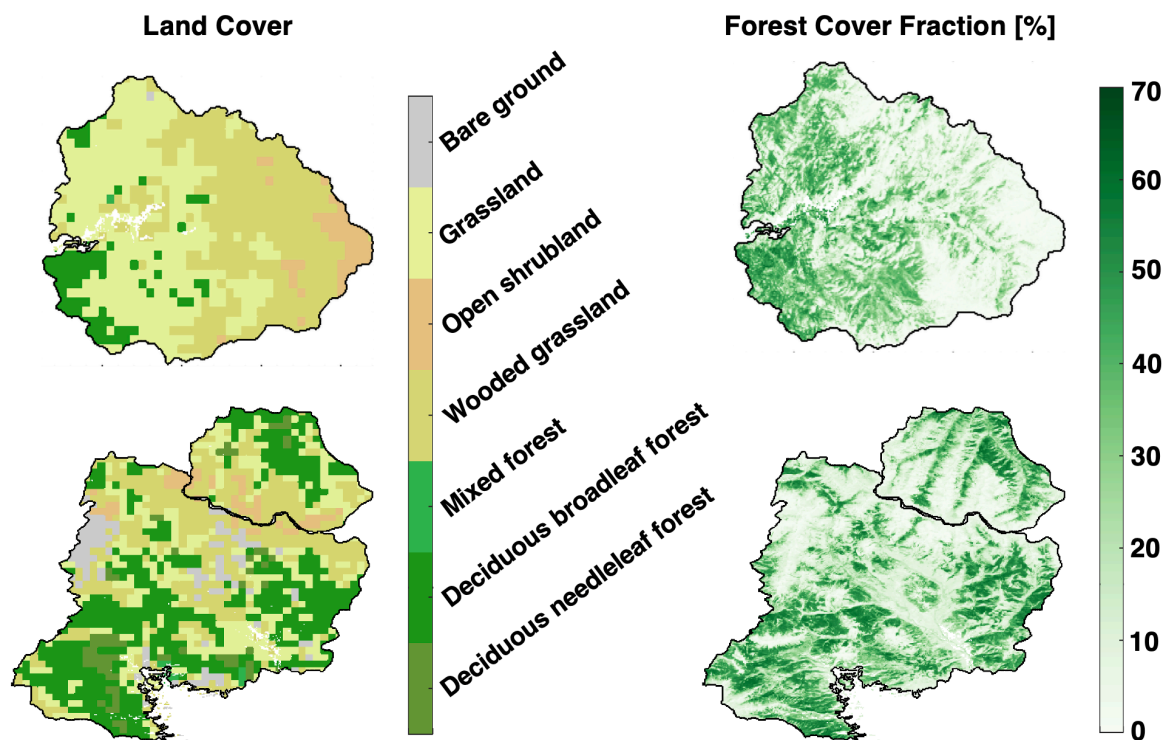 Land Cover
Forest Cover Fraction [%]
Bare ground
Grassland
Open shrubland
Wooded grassland
Mixed forest
Deciduous broadleaf forest
Deciduous needleleaf forest
70
60
50
40
30
20
10
0